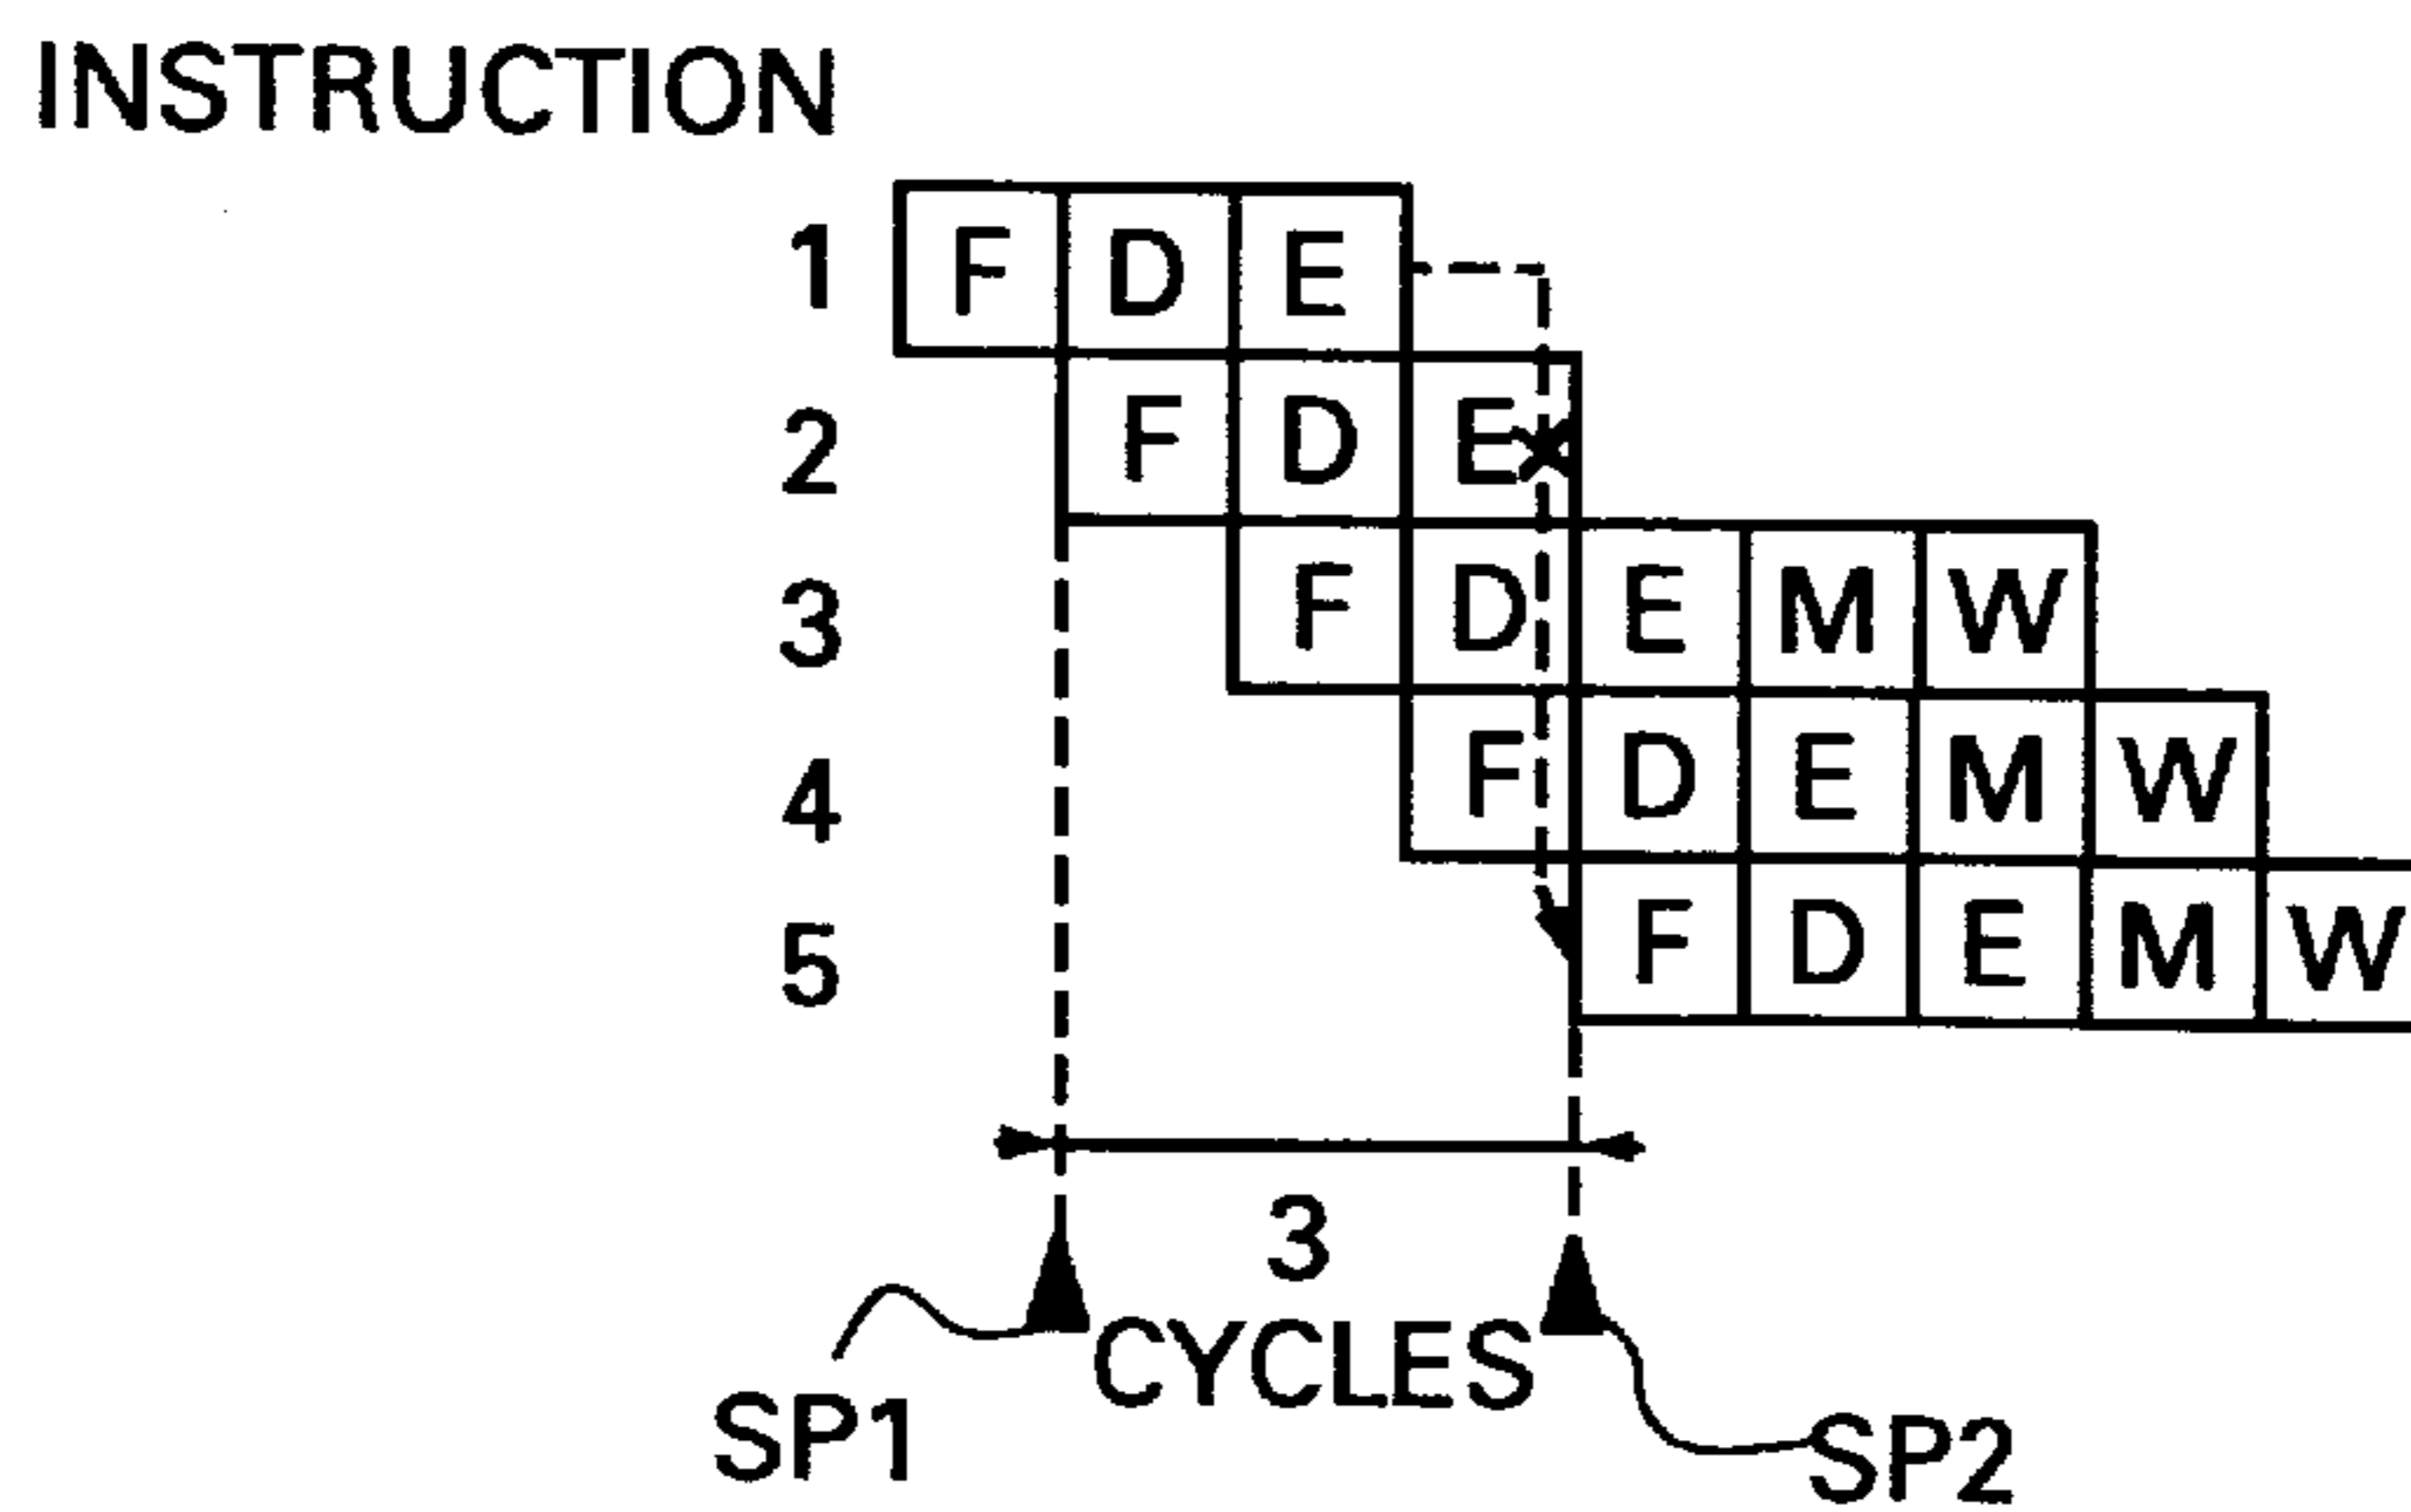 INSTRUCTION
1 F D E
2 F D E
3 F D E M W
4 F D E M W
5 F D E M W
3
CYCLES
SP1
SP2